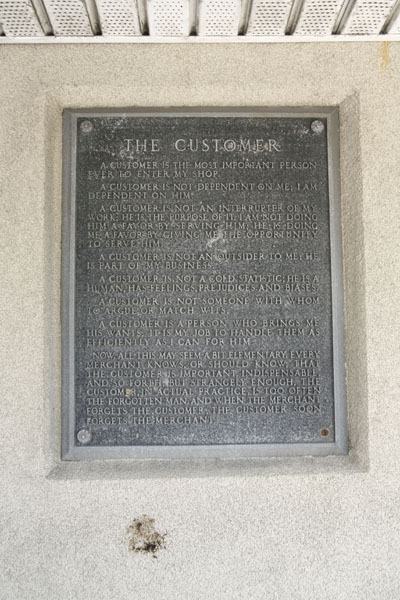 THE CUSTOMER
A CUSTOMER IS THE MOST IMPORTANT PERSON
EVER TO ENTER MY SHOP.
A CUSTOMER IS NOT DEPENDENT ON ME; I AM
DEPENDENT ON HIM.
A CUSTOMER IS NOT AN INTERRUPTER OF MY
WORK; HE IS THE PURPOSE OF IT. I AM NOT DOING
HIM A FAVOR BY SERVING HIM; HE IS DOING
ME A FAVOR BY GIVING ME THE OPPORTUNITY
TO SERVE HIM.
A CUSTOMER IS NOT AN OUTSIDER TO ME; HE
IS PART OF MY BUSINESS.
A CUSTOMER IS NOT A COLD STATISTIC; HE IS A
HUMAN, HAS FEELINGS, PREJUDICES AND BIASES.
A CUSTOMER IS NOT SOMEONE WITH WHOM
TO ARGUE OR MATCH WITS.
A CUSTOMER IS A PERSON WHO BRINGS ME
HIS WANTS; IT IS MY JOB TO HANDLE THEM AS
EFFICIENTLY AS I CAN FOR HIM.
NOW, ALL THIS MAY SEEM A BIT ELEMENTARY. EVERY
MERCHANT KNOWS, OR SHOULD KNOW, THAT
THE CUSTOMER IS IMPORTANT, INDISPENSABLE
AND SO FORTH. BUT STRANGELY ENOUGH, THE
CUSTOMER IN ACTUAL PRACTICE IS TOO OFTEN
THE FORGOTTEN MAN. AND WHEN THE MERCHANT
FORGETS THE CUSTOMER, THE CUSTOMER SOON
FORGETS THE MERCHANT.